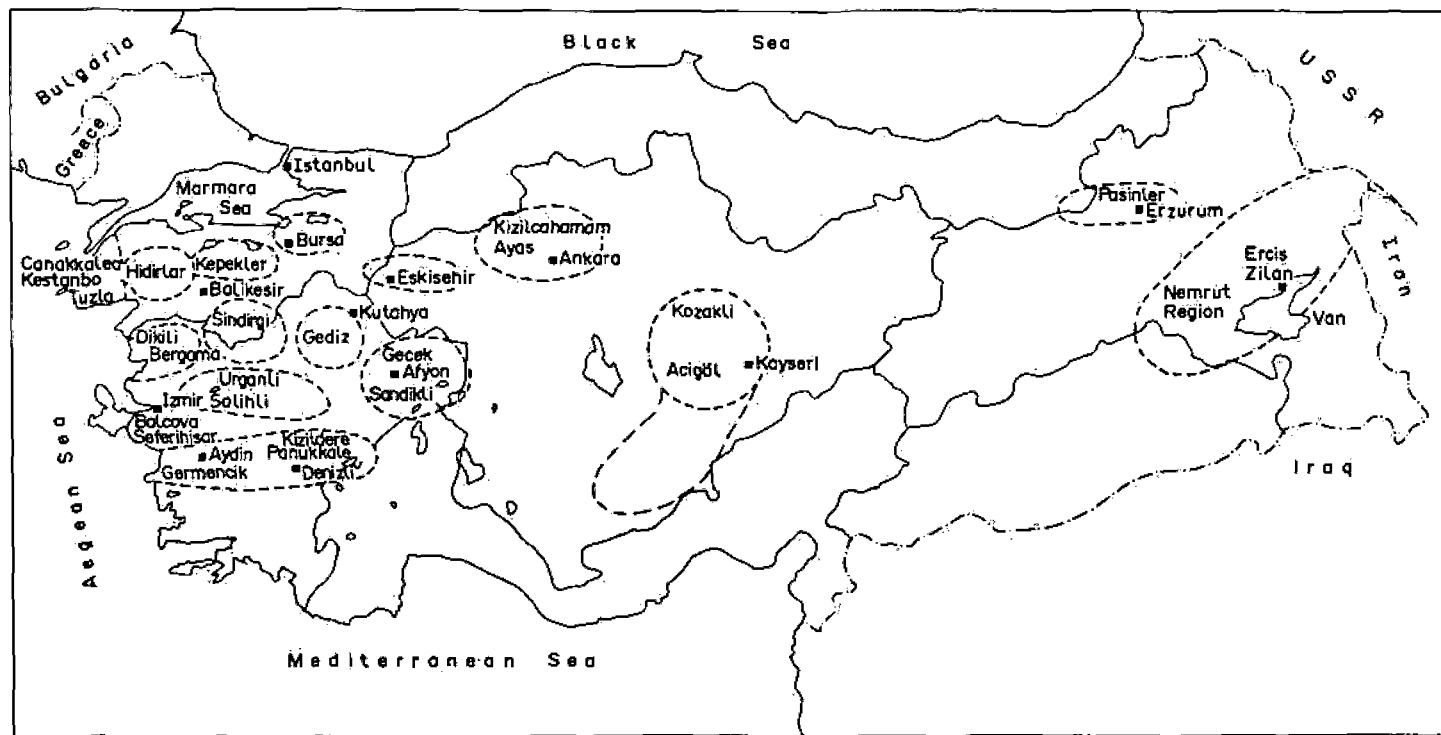 Black Sea
Bulgaria
USSR
Greece
Istanbul
Marmara
Sea
Pasinler
Erzurum
Bursa
Kizilcahamam
Ayas
Ankara
Iran
Canakkale
Kestanbo
Tuzla
Hidirlar
Kepekler
Balikesir
Eskisehir
Ercis
Zilan
Nemrut
Region
Van
Kutahya
Sindirgi
Gediz
Kozakli
Dikili
Bergama
Gecek
Afyon
Sandikli
Acigöl
Kayseri
Urganli
Izmir Salihli
Balcova
Seferihisar
Kizildere
Aydin
Panukkale
Germencik
Denizli
Aegean Sea
Iraq
Mediterranean Sea